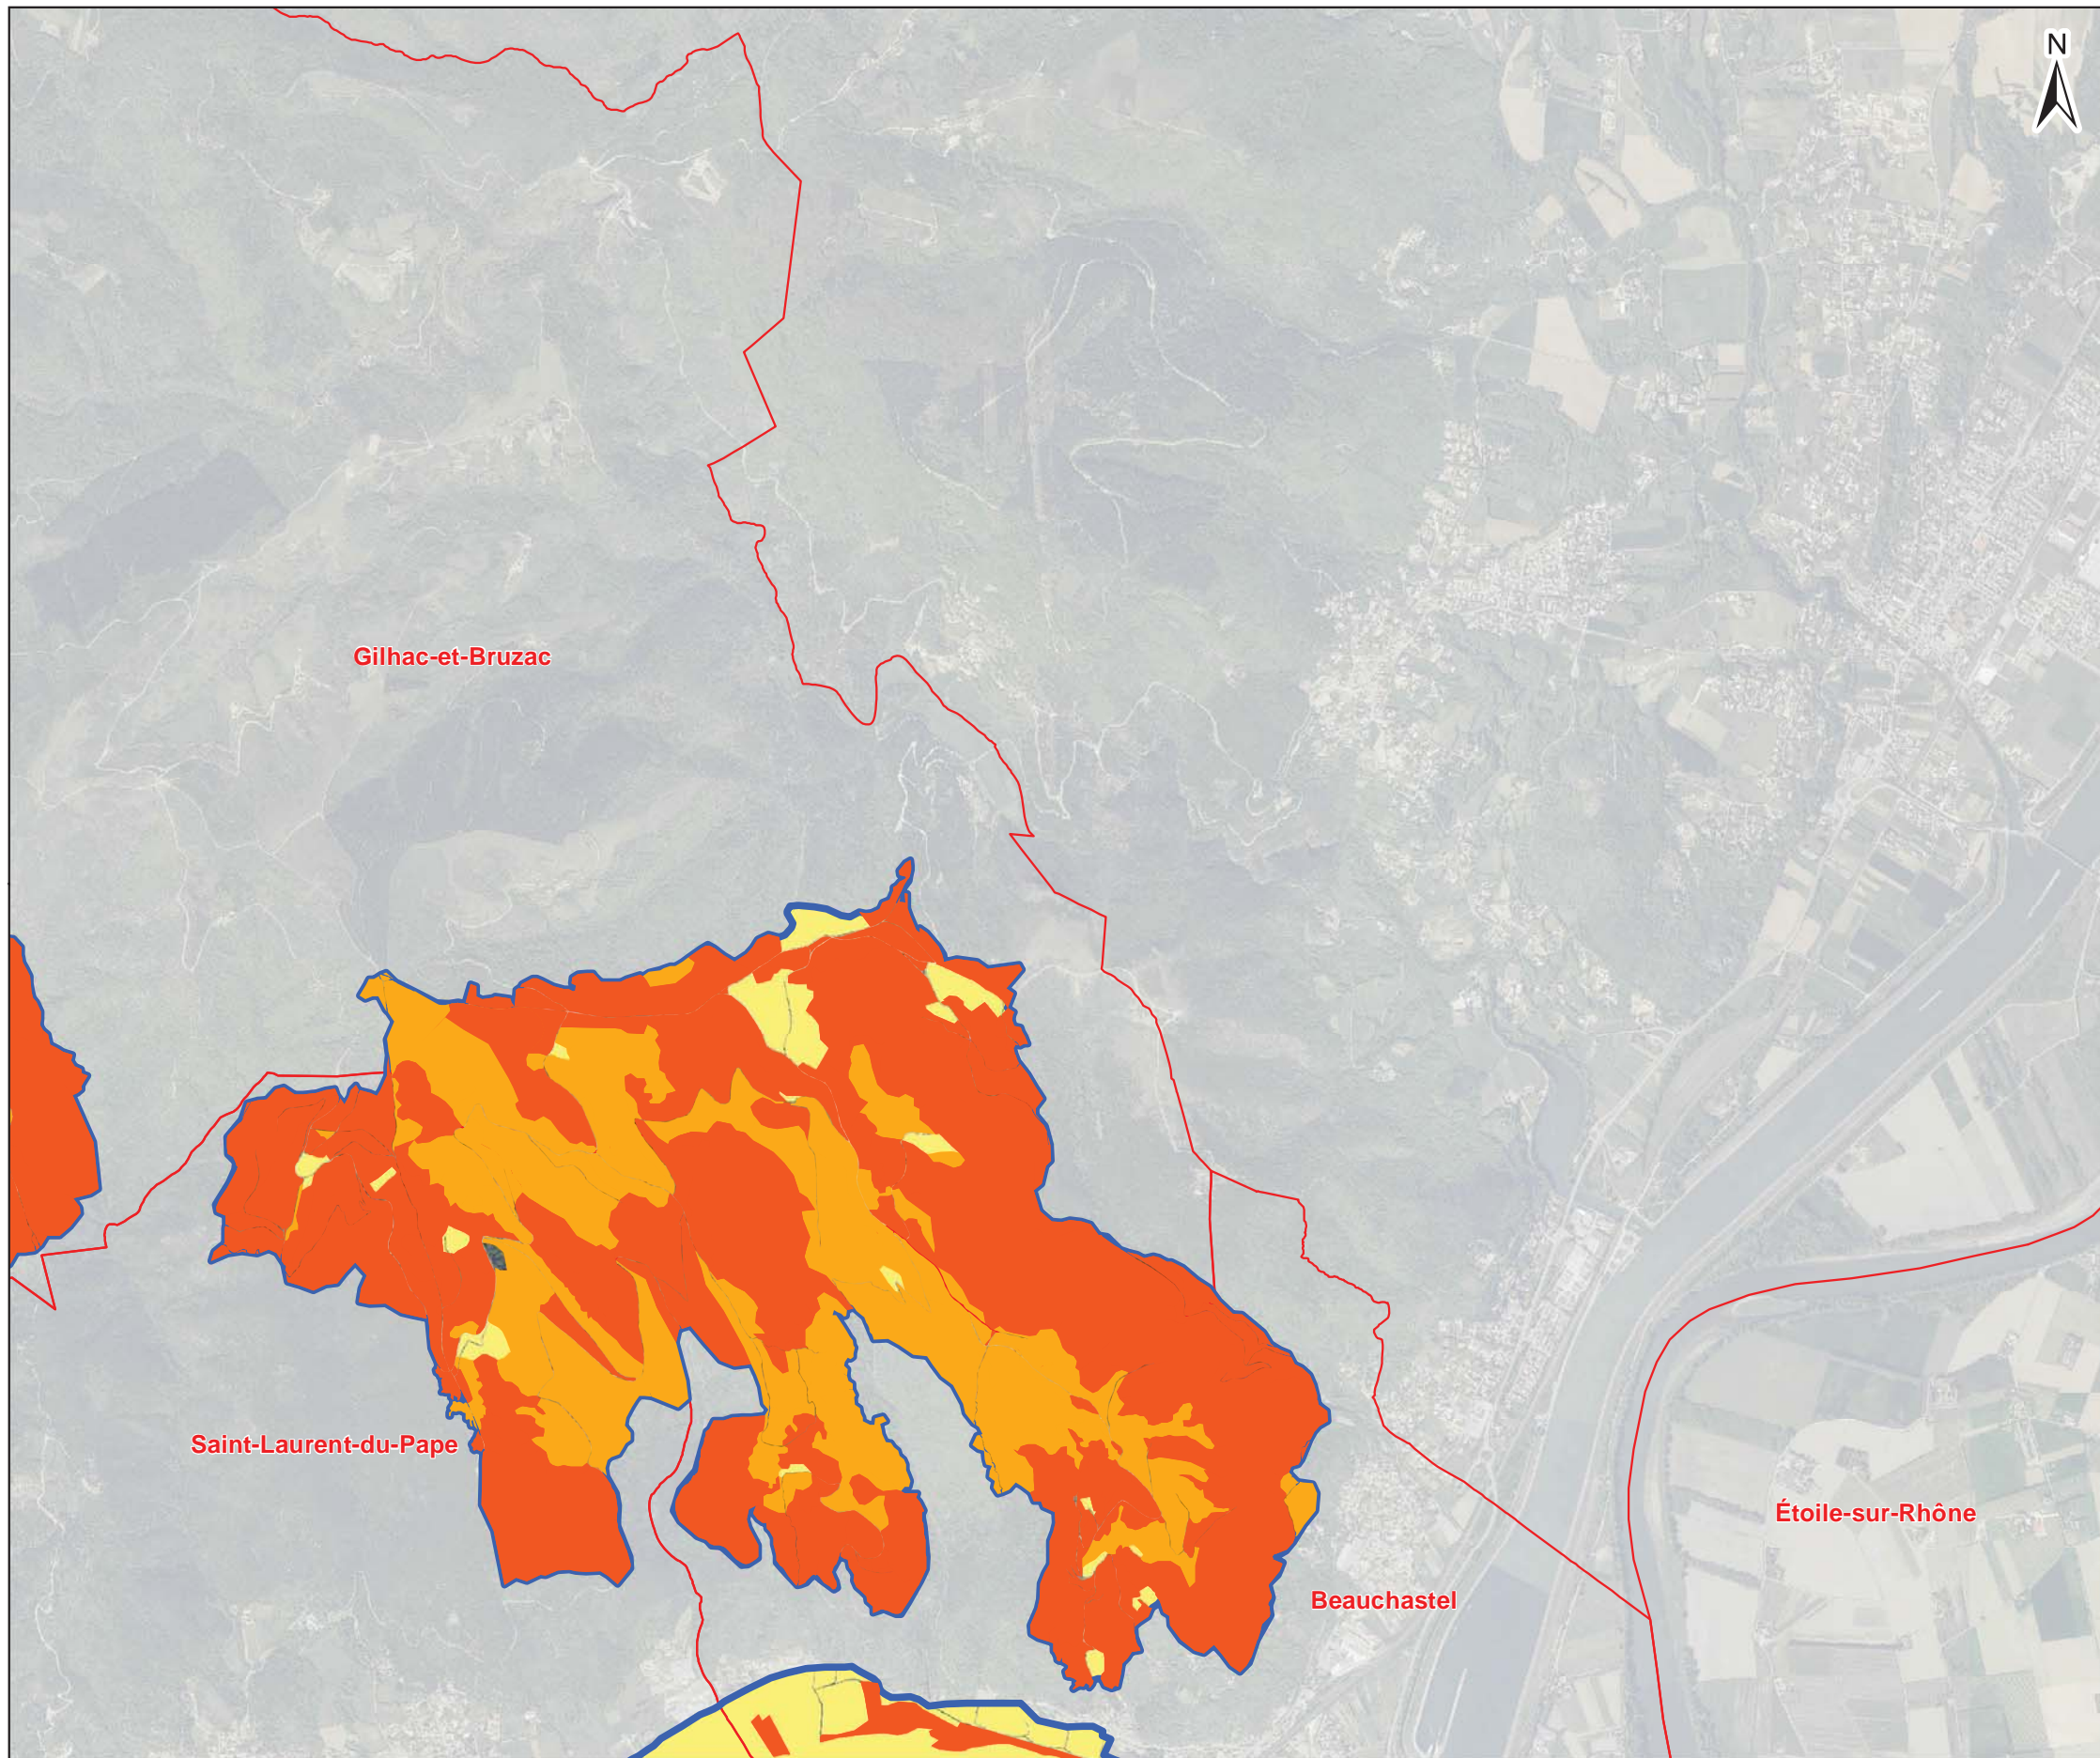 N
Gilhac-et-Bruzac
Saint-Laurent-du-Pape
Étoile-sur-Rhône
Beauchastel